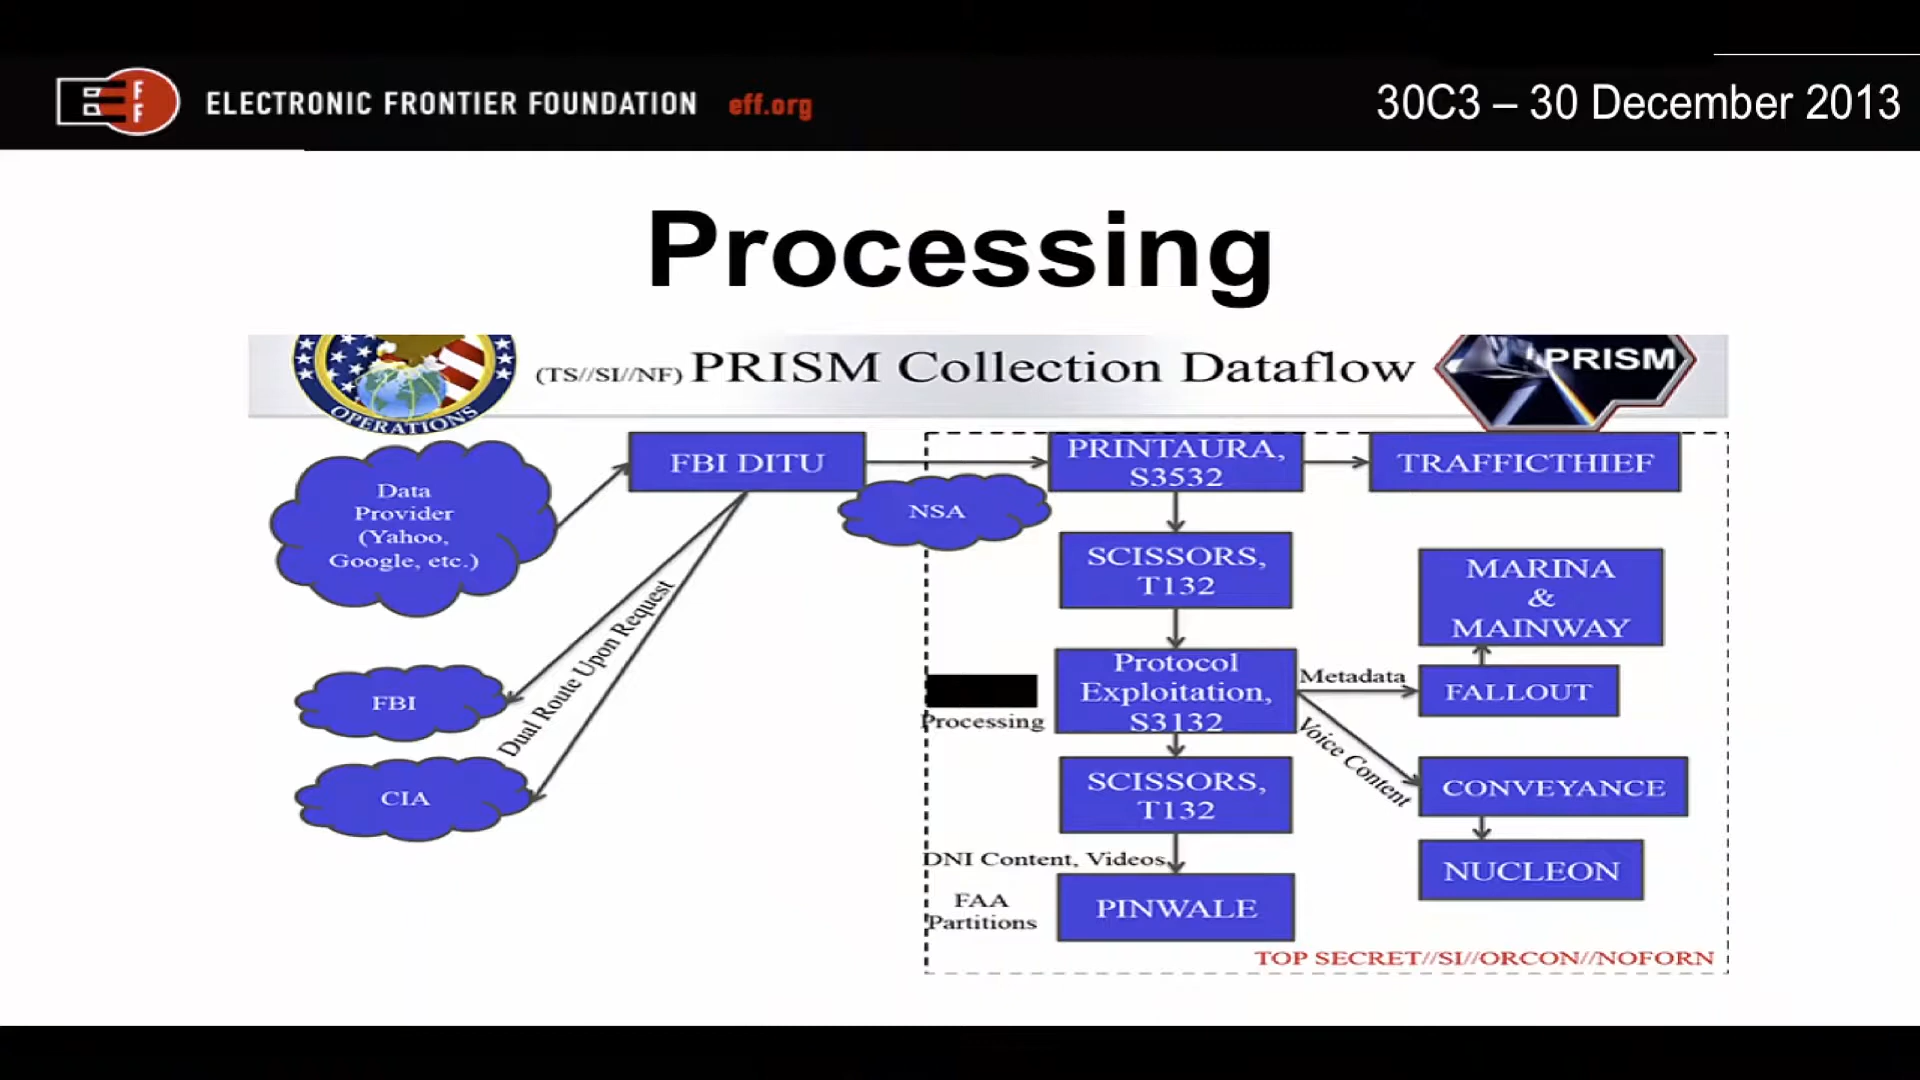 E F
F
ELECTRONIC FRONTIER FOUNDATION eff.org
30C3 – 30 December 2013
Processing
OPERATIONS
(TS//SI//NF) PRISM Collection Dataflow
PRISM
Data
Provider
(Yahoo,
Google, etc.)
FBI DITU
NSA
PRINTAURA,
S3532
TRAFFICTHIEF
SCISSORS,
T132
MARINA
&
MAINWAY
Dual Route Upon Request
FBI
CIA
Processing
Protocol
Exploitation,
S3132
Metadata
FALLOUT
Voice Content
SCISSORS,
T132
CONVEYANCE
NUCLEON
DNI Content, Videos
FAA
Partitions
PINWALE
TOP SECRET//SI//ORCON//NOFORN